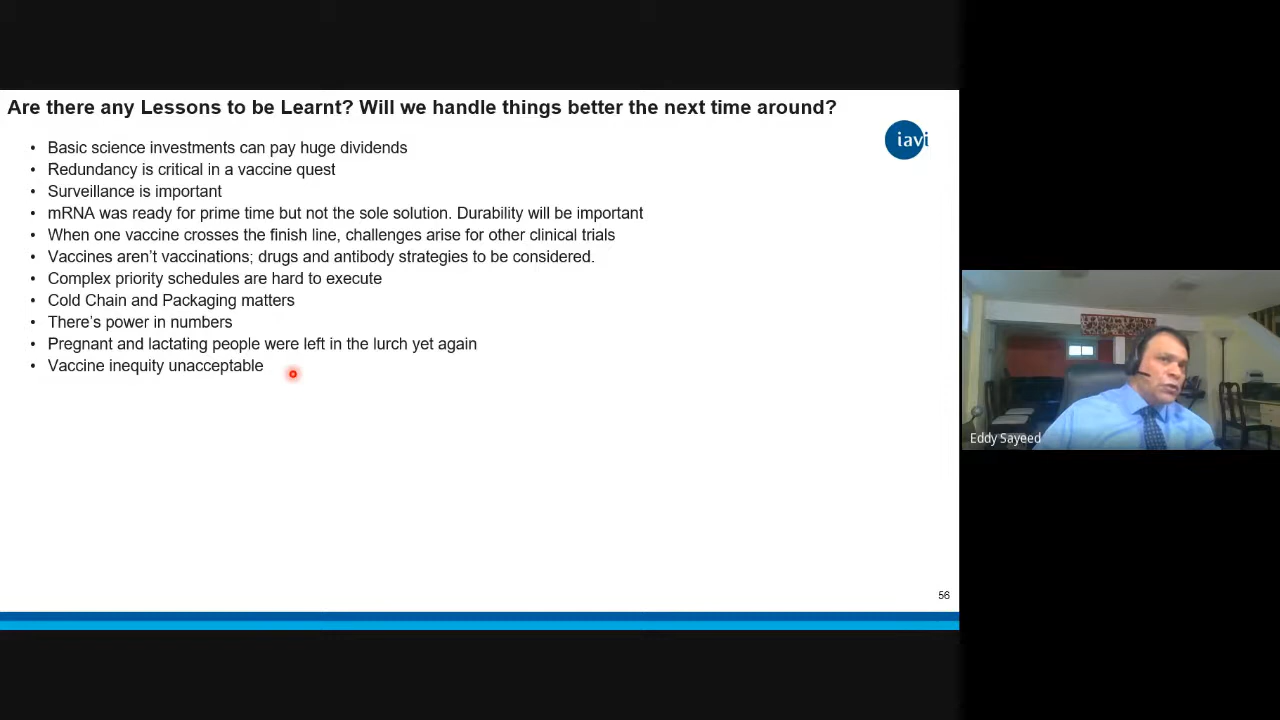 Are there any Lessons to be Learnt? Will we handle things better the next time around?
iavi
• Basic science investments can pay huge dividends
• Redundancy is critical in a vaccine quest
• Surveillance is important
• mRNA was ready for prime time but not the sole solution. Durability will be important
• When one vaccine crosses the finish line, challenges arise for other clinical trials
• Vaccines aren’t vaccinations; drugs and antibody strategies to be considered.
• Complex priority schedules are hard to execute
• Cold Chain and Packaging matters
• There’s power in numbers
• Pregnant and lactating people were left in the lurch yet again
• Vaccine inequity unacceptable
Eddy Sayeed
56